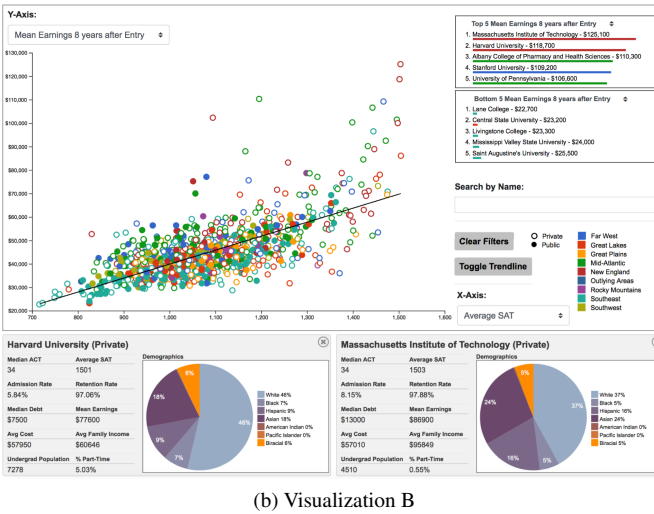 Y-Axis:
Mean Earnings 8 years after Entry
$130,000
$120,000
$110,000
$100,000
$90,000
$80,000
$70,000
$60,000
$50,000
$40,000
$30,000
$20,000
700 800 900 1,000 1,100 1,200 1,300 1,400 1,500 1,600
Top 5 Mean Earnings 8 years after Entry
1. Massachusetts Institute of Technology - $125,100
2. Harvard University - $118,700
3. Albany College of Pharmacy and Health Sciences - $110,300
4. Stanford University - $109,200
5. University of Pennsylvania - $106,600
Bottom 5 Mean Earnings 8 years after Entry
1. Lane College - $22,700
2. Central State University - $23,200
3. Livingstone College - $23,300
4. Mississippi Valley State University - $24,000
5. Saint Augustine's University - $25,500
Search by Name:
Clear Filters
Toggle Trendline
Private
Public
Far West
Great Lakes
Great Plains
Mid-Atlantic
New England
Outlying Areas
Rocky Mountains
Southeast
Southwest
X-Axis:
Average SAT
Harvard University (Private)
Median ACT Average SAT
34 1501
Admission Rate Retention Rate
5.84% 97.06%
Median Debt Mean Earnings
$7500 $77600
Avg Cost Avg Family Income
$57950 $60646
Undergrad Population % Part-Time
7278 5.03%
Demographics
6%
18%
46%
9%
7%
White 46%
Black 7%
Hispanic 9%
Asian 18%
American Indian 0%
Pacific Islander 0%
Biracial 6%
Massachusetts Institute of Technology (Private)
Median ACT Average SAT
34 1503
Admission Rate Retention Rate
8.15% 97.88%
Median Debt Mean Earnings
$13000 $86900
Avg Cost Avg Family Income
$57010 $95849
Undergrad Population % Part-Time
4510 0.55%
Demographics
5%
24%
37%
16%
5%
White 37%
Black 5%
Hispanic 16%
Asian 24%
American Indian 0%
Pacific Islander 0%
Biracial 5%
(b) Visualization B